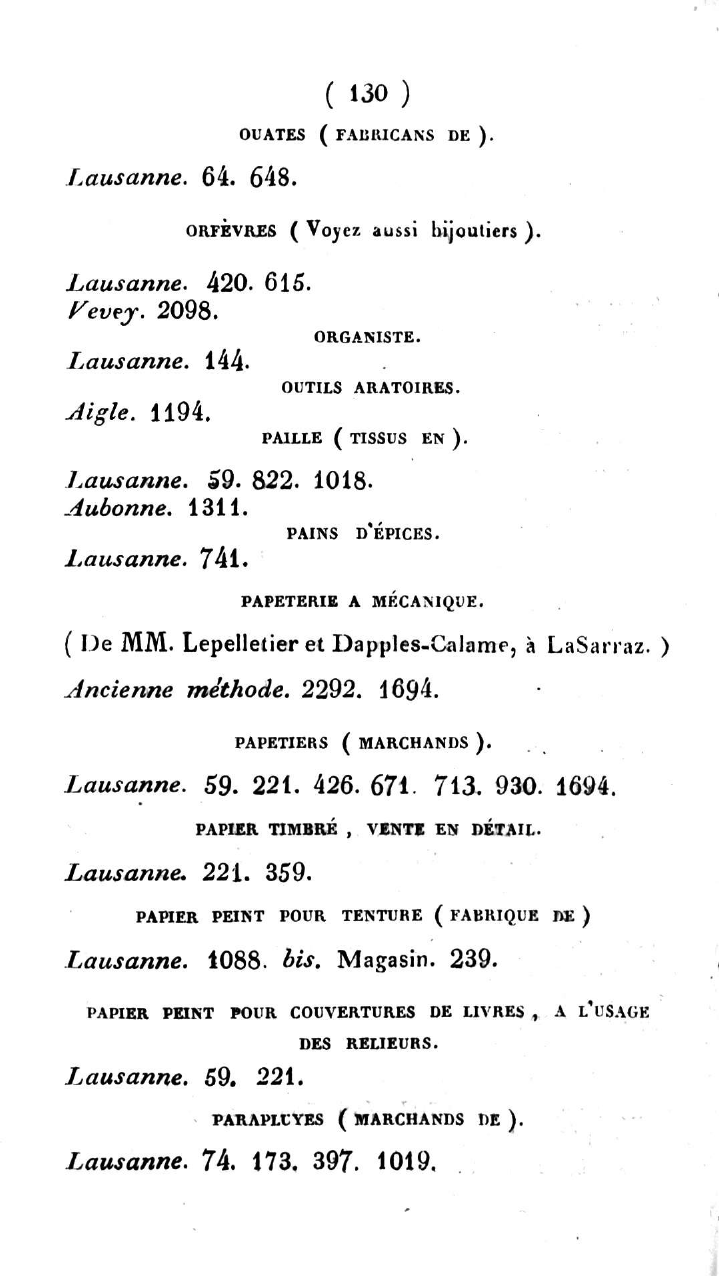 ( 130 )
OUATES ( FABRICANS DE ).
Lausanne. 64. 648.
ORFÈVRES ( Voyez aussi bijoutiers ).
Lausanne. 420. 615.
Vevey. 2098.
ORGANISTE.
Lausanne. 144.
OUTILS ARATOIRES.
Aigle. 1194.
PAILLE ( TISSUS EN ).
Lausanne. 59. 822. 1018.
Aubonne. 1311.
PAINS D'ÉPICES.
Lausanne. 741.
PAPETERIE A MÉCANIQUE.
( De MM. Lepelletier et Dapples-Calame, à LaSarraz. )
Ancienne méthode. 2292. 1694.
PAPETIERS ( MARCHANDS ).
Lausanne. 59. 221. 426. 671. 713. 930. 1694.
PAPIER TIMBRÉ , VENTE EN DÉTAIL.
Lausanne. 221. 359.
PAPIER PEINT POUR TENTURE ( FABRIQUE DE )
Lausanne. 1088. bis. Magasin. 239.
PAPIER PEINT POUR COUVERTURES DE LIVRES , A L'USAGE
DES RELIEURS.
Lausanne. 59. 221.
PARAPLUYES ( MARCHANDS DE ).
Lausanne. 74. 173. 397. 1019.